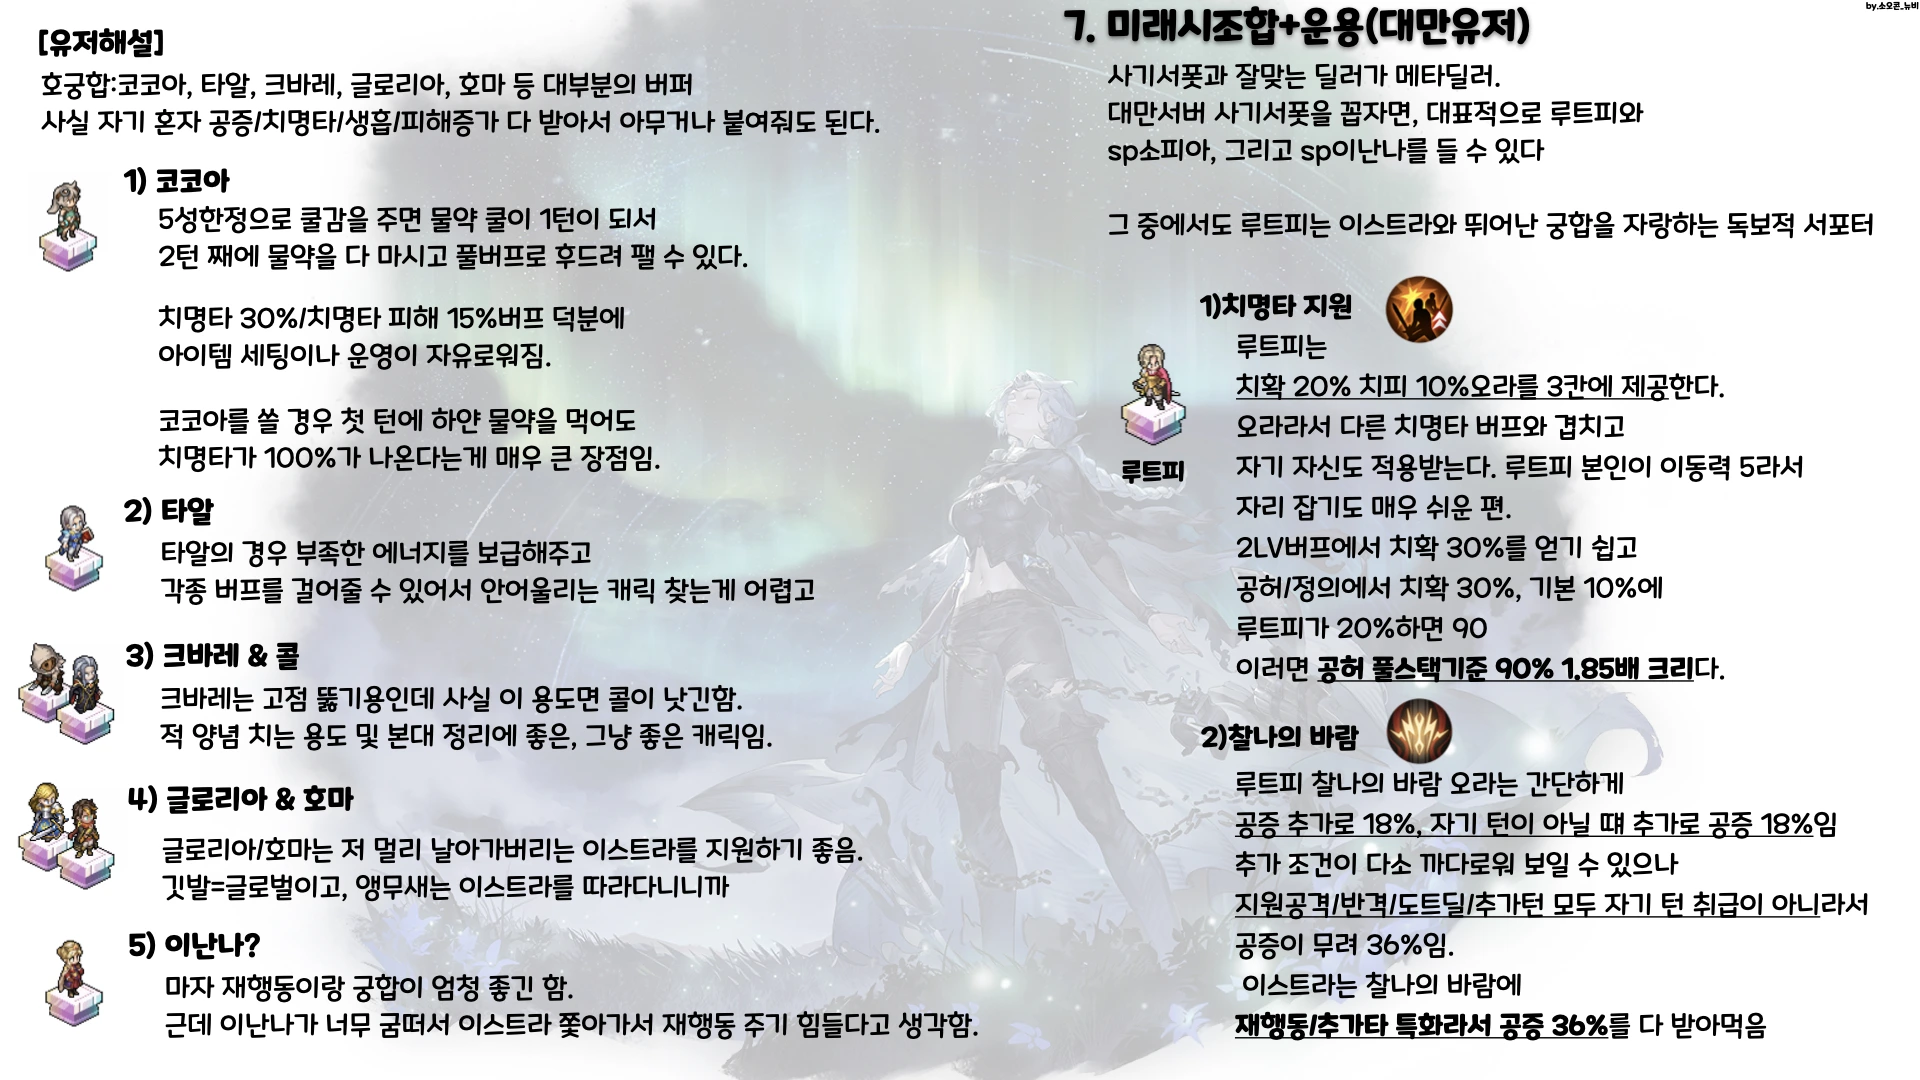 by.소오콘_뉴비
[유저해설]
호궁합:코코아, 타알, 크바레, 글로리아, 호마 등 대부분의 버퍼
사실 자기 혼자 공증/치명타/생흡/피해증가 다 받아서 아무거나 붙여줘도 된다.
1) 코코아
5성한정으로 쿨감을 주면 물약 쿨이 1턴이 되서
2턴 째에 물약을 다 마시고 풀버프로 후드려 팰 수 있다.
치명타 30%/치명타 피해 15%버프 덕분에
아이템 세팅이나 운영이 자유로워짐.
코코아를 쓸 경우 첫 턴에 하얀 물약을 먹어도
치명타가 100%가 나온다는게 매우 큰 장점임.
2) 타알
타알의 경우 부족한 에너지를 보급해주고
각종 버프를 걸어줄 수 있어서 안어울리는 캐릭 찾는게 어렵고
3) 크바레 & 콜
크바레는 고점 뚫기용인데 사실 이 용도면 콜이 낫긴함.
적 양념 치는 용도 및 본대 정리에 좋은, 그냥 좋은 캐릭임.
4) 글로리아 & 호마
글로리아/호마는 저 멀리 날아가버리는 이스트라를 지원하기 좋음.
깃발=글로벌이고, 앵무새는 이스트라를 따라다니니까
5) 이난나?
마자 재행동이랑 궁합이 엄청 좋긴 함.
근데 이난나가 너무 굼떠서 이스트라 쫓아가서 재행동 주기 힘들다고 생각함.
7. 미래시조합+운용(대만유저)
사기서폿과 잘맞는 딜러가 메타딜러.
대만서버 사기서폿을 꼽자면, 대표적으로 루트피와
sp소피아, 그리고 sp이난나를 들 수 있다
그 중에서도 루트피는 이스트라와 뛰어난 궁합을 자랑하는 독보적 서포터
1)치명타 지원
루트피
루트피는
치확 20% 치피 10%오라를 3칸에 제공한다.
오라라서 다른 치명타 버프와 겹치고
자기 자신도 적용받는다. 루트피 본인이 이동력 5라서
자리 잡기도 매우 쉬운 편.
2LV버프에서 치확 30%를 얻기 쉽고
공허/정의에서 치확 30%, 기본 10%에
루트피가 20%하면 90
이러면 공허 풀스택기준 90% 1.85배 크리다.
2)찰나의 바람
루트피 찰나의 바람 오라는 간단하게
공증 추가로 18%, 자기 턴이 아닐 떄 추가로 공증 18%임
추가 조건이 다소 까다로워 보일 수 있으나
지원공격/반격/도트딜/추가턴 모두 자기 턴 취급이 아니라서
공증이 무려 36%임.
이스트라는 찰나의 바람에
재행동/추가타 특화라서 공증 36%를 다 받아먹음